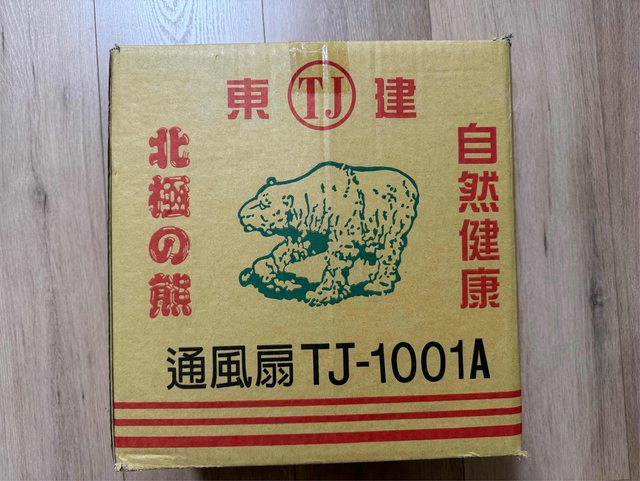 東 TJ 建
北極の熊
自然健康
通風扇 TJ-1001A